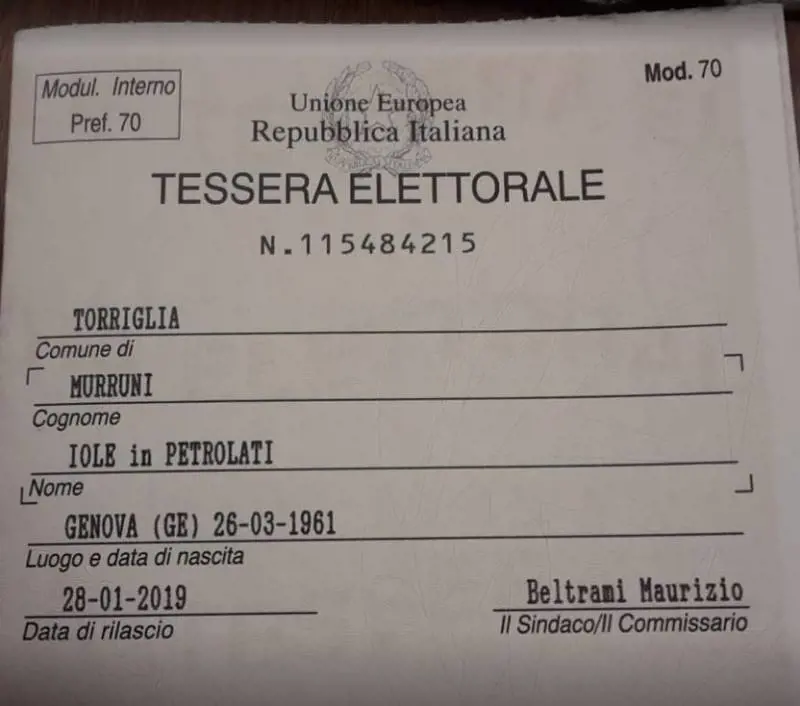 Modul. Interno
Pref. 70
Mod. 70
Unione Europea
Repubblica Italiana
TESSERA ELETTORALE
N.115484215
TORRIGLIA
Comune di
MURRUNI
Cognome
IOLE in PETROLATI
Nome
GENOVA (GE) 26-03-1961
Luogo e data di nascita
28-01-2019
Data di rilascio
Beltrami Maurizio
Il Sindaco/Il Commissario